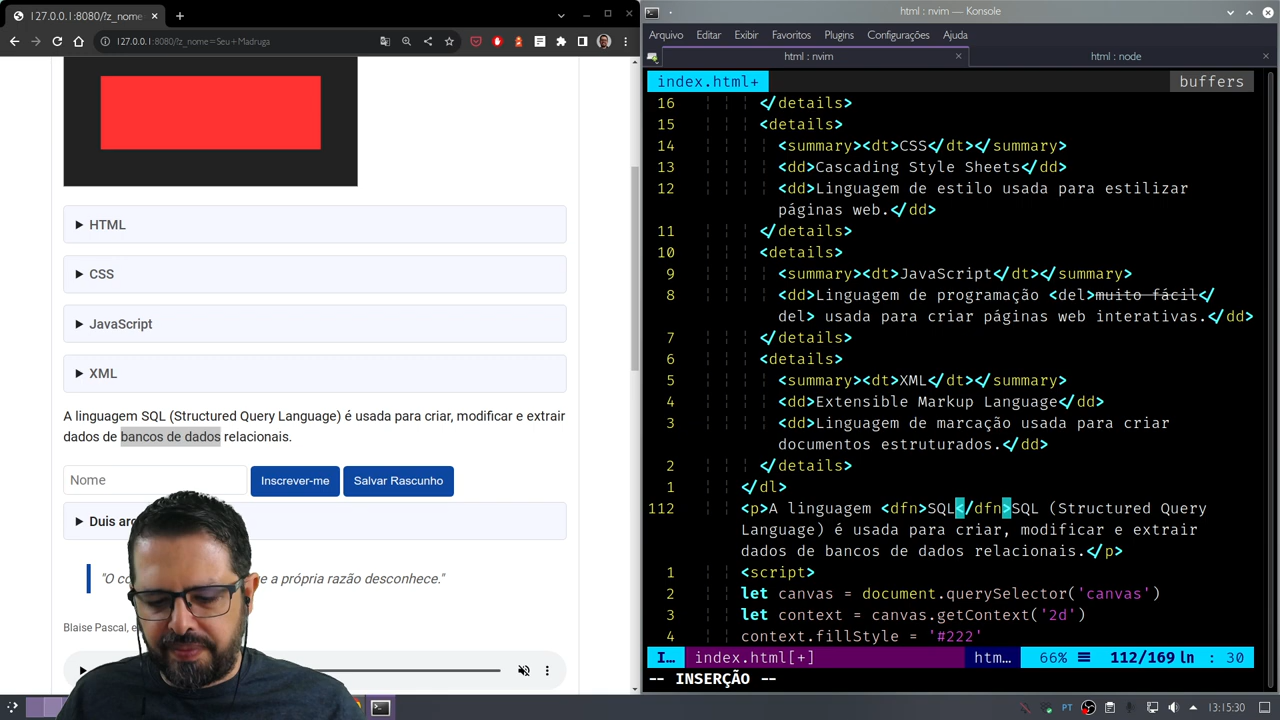 127.0.0.1:8080/?z_nome
127.0.0.1:8080/?z_nome=Seu+Madruga
HTML
CSS
JavaScript
XML
A linguagem SQL (Structured Query Language) é usada para criar, modificar e extrair
dados de bancos de dados relacionais.
Nome
Inscrever-me
Salvar Rascunho
Duis
"O
a própria razão desconhece."
Blaise Pascal,
html : nvim — Konsole
Arquivo Editar Exibir Favoritos Plugins Configurações Ajuda
html : nvim
html : node
index.html+
buffers
16 </details>
15 <details>
14 <summary><dt>CSS</dt></summary>
13 <dd>Cascading Style Sheets</dd>
12 <dd>Linguagem de estilo usada para estilizar
páginas web.</dd>
11 </details>
10 <details>
9 <summary><dt>JavaScript</dt></summary>
8 <dd>Linguagem de programação <del>muito fácil</
del> usada para criar páginas web interativas.</dd>
7 </details>
6 <details>
5 <summary><dt>XML</dt></summary>
4 <dd>Extensible Markup Language</dd>
3 <dd>Linguagem de marcação usada para criar
documentos estruturados.</dd>
2 </details>
1 </dl>
112 <p>A linguagem <dfn>SQL</dfn>SQL (Structured Query
Language) é usada para criar, modificar e extrair
dados de bancos de dados relacionais.</p>
1 <script>
2 let canvas = document.querySelector('canvas')
3 let context = canvas.getContext('2d')
4 context.fillStyle = '#222'
I… index.html[+] htm… 66% ☰ 112/169 ln : 30
-- INSERÇÃO --
PT
13:15:30